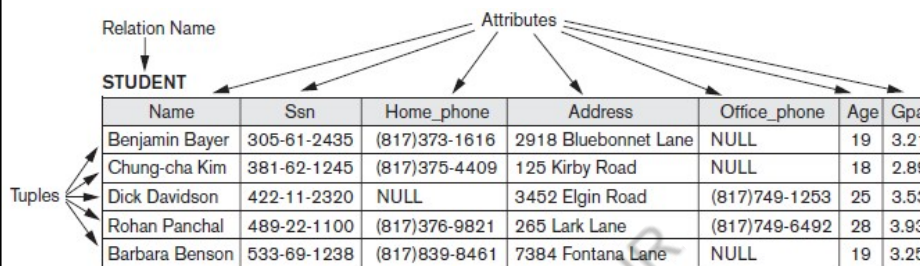 Attributes
Relation Name
STUDENT
Name Ssn Home_phone Address Office_phone Age
Benjamin Bayer 305-61-2435 (817)373-1616 2918 Bluebonnet Lane NULL 19
Chung-cha Kim 381-62-1245 (817)375-4409 125 Kirby Road NULL 18
Tuples Dick Davidson 422-11-2320 NULL 3452 Elgin Road (817)749-1253 25
Rohan Panchal 489-22-1100 (817)376-9821 265 Lark Lane (817)749-6492 28
Barbara Benson 533-69-1238 (817)839-8461 7384 Fontana Lane NULL 19